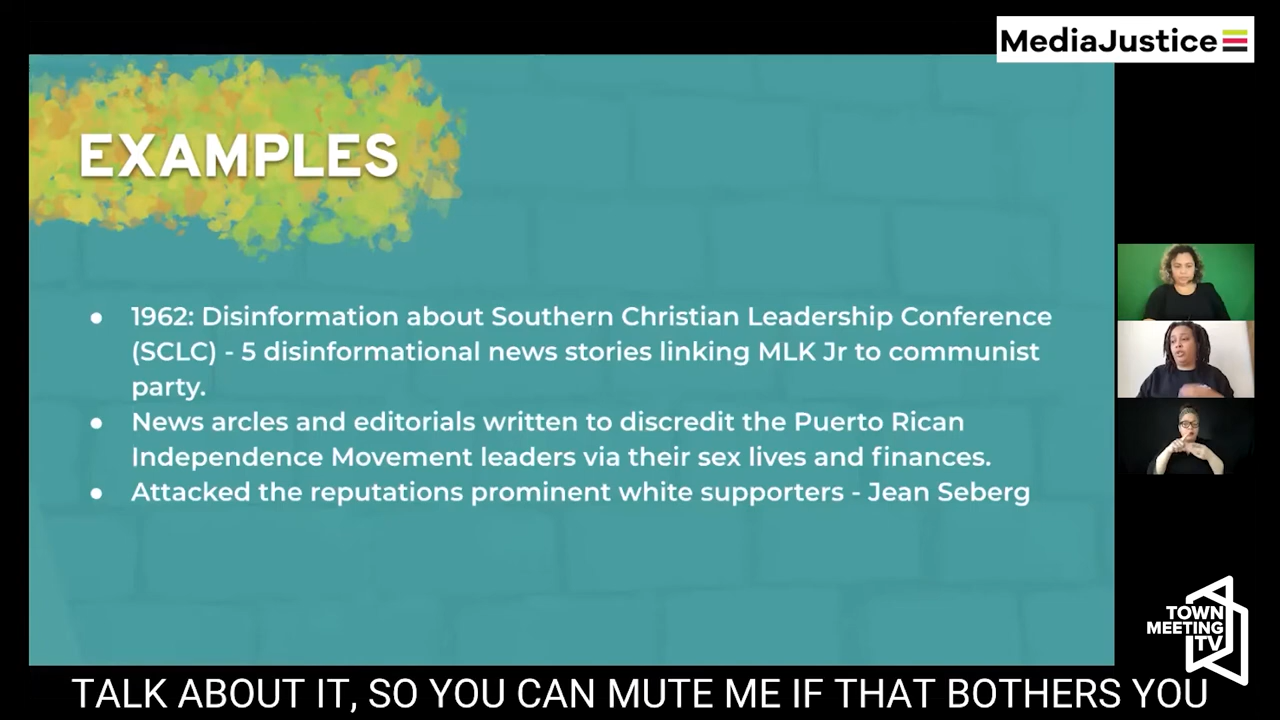 MediaJustice
EXAMPLES
● 1962: Disinformation about Southern Christian Leadership Conference
(SCLC) - 5 disinformational news stories linking MLK Jr to communist
party.
● News arcles and editorials written to discredit the Puerto Rican
Independence Movement leaders via their sex lives and finances.
● Attacked the reputations prominent white supporters - Jean Seberg
TOWN
MEETING
TV
TALK ABOUT IT, SO YOU CAN MUTE ME IF THAT BOTHERS YOU